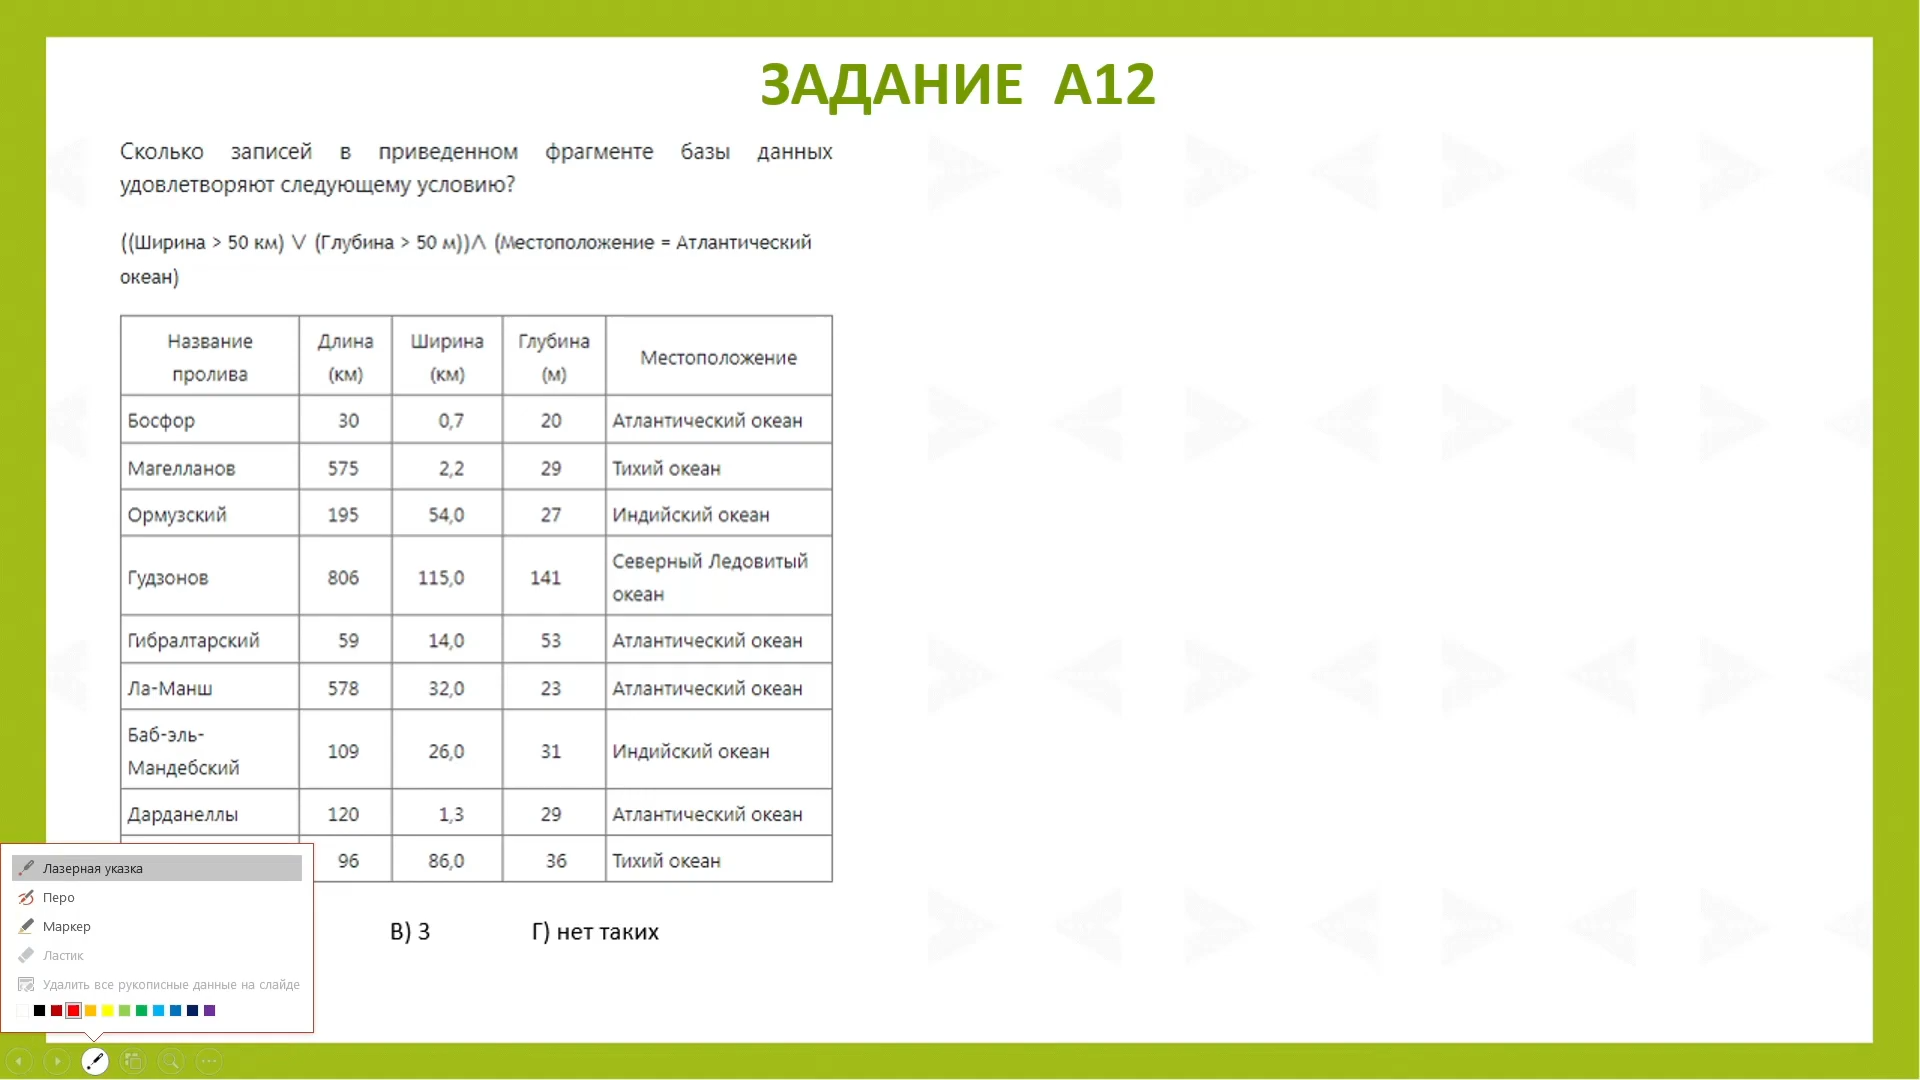 ЗАДАНИЕ А12
Сколько записей в приведенном фрагменте базы данных
удовлетворяют следующему условию?
((Ширина > 50 км) ∨ (Глубина > 50 м))∧ (Местоположение = Атлантический
океан)
Название пролива Длина (км) Ширина (км) Глубина (м) Местоположение
Босфор 30 0,7 20 Атлантический океан
Магелланов 575 2,2 29 Тихий океан
Ормузский 195 54,0 27 Индийский океан
Гудзонов 806 115,0 141 Северный Ледовитый океан
Гибралтарский 59 14,0 53 Атлантический океан
Ла-Манш 578 32,0 23 Атлантический океан
Баб-эль-Мандебский 109 26,0 31 Индийский океан
Дарданеллы 120 1,3 29 Атлантический океан
96 86,0 36 Тихий океан
В) 3 Г) нет таких
Лазерная указка
Перо
Маркер
Ластик
Удалить все рукописные данные на слайде